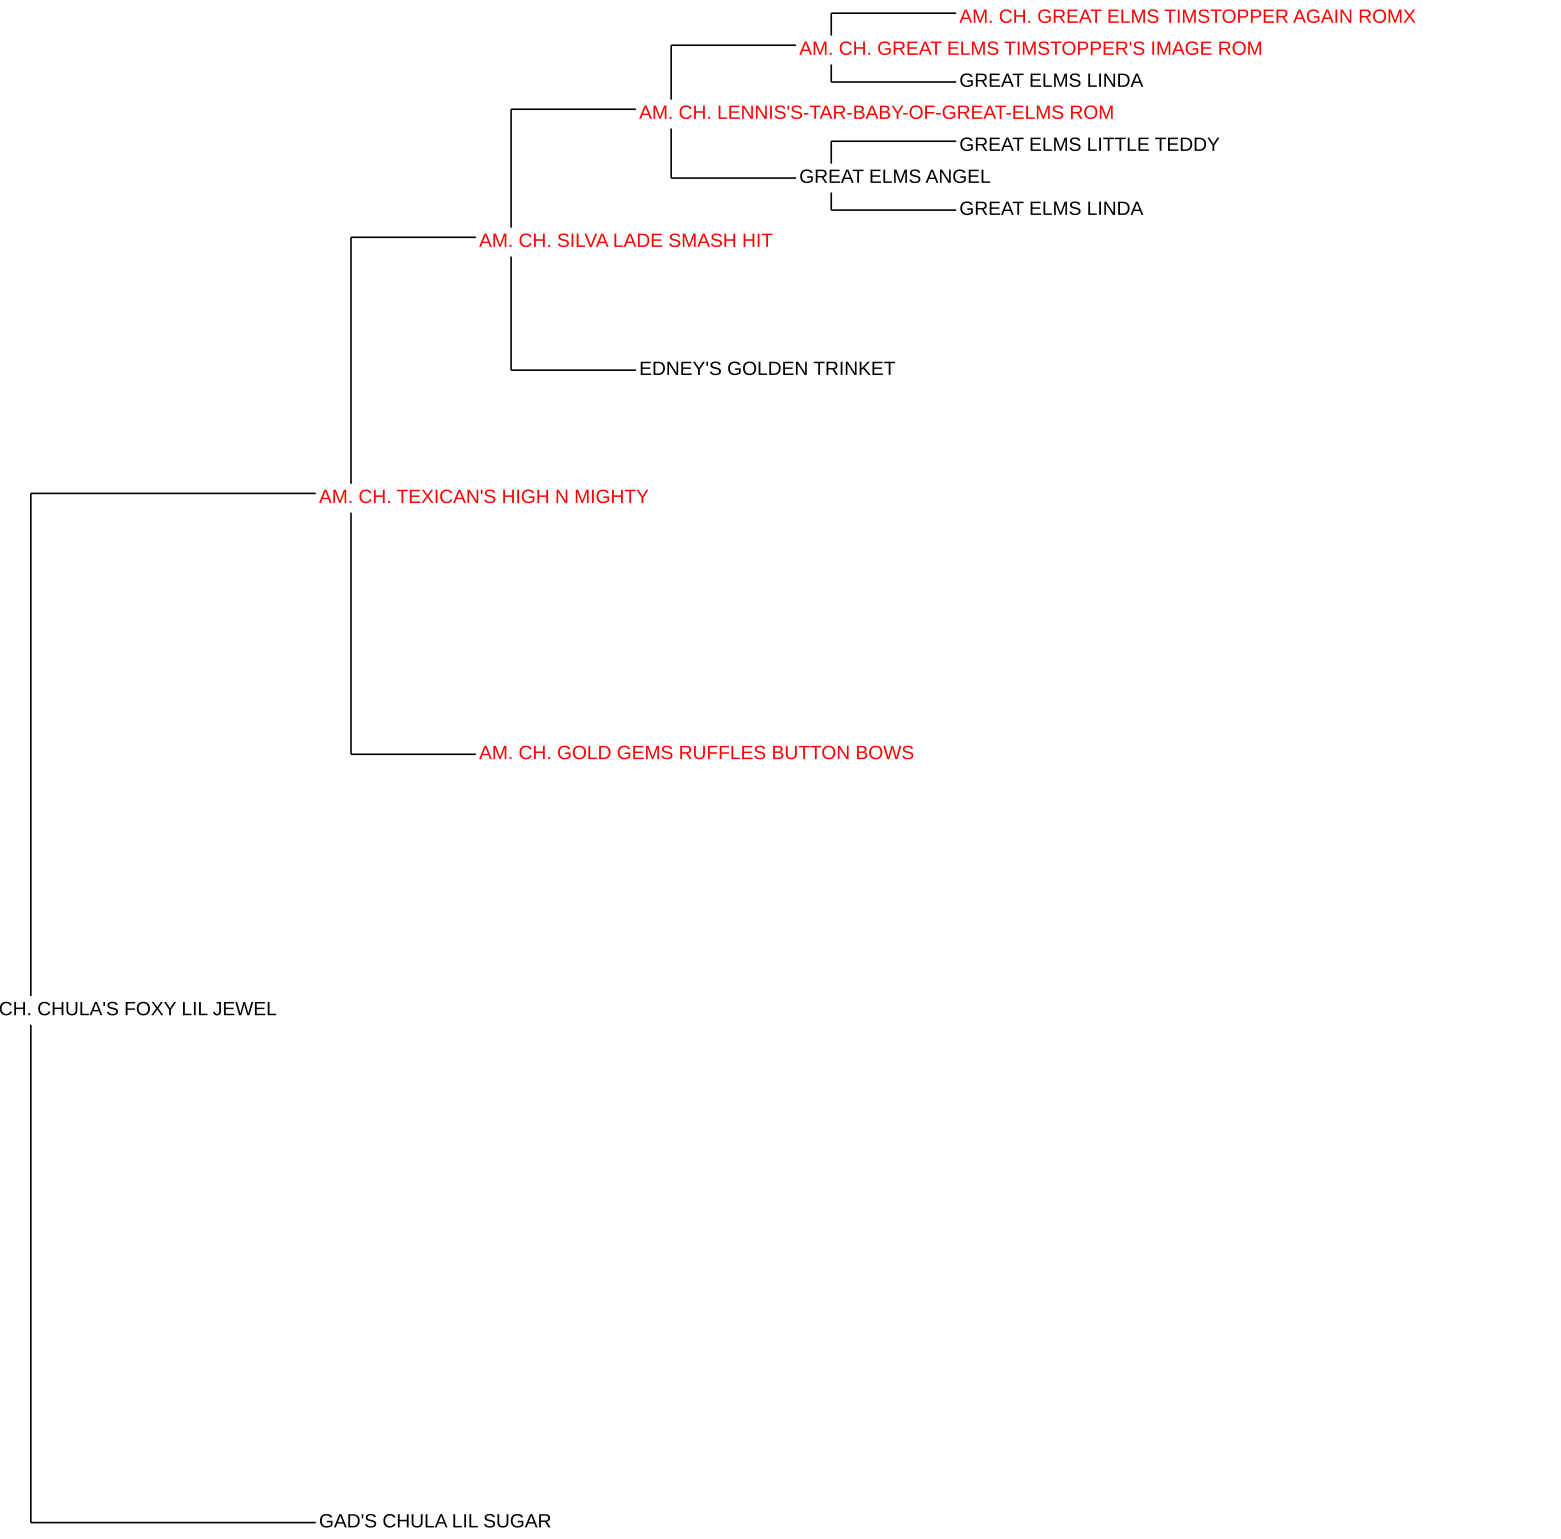 AM. CH. GREAT ELMS TIMSTOPPER AGAIN ROMX
AM. CH. GREAT ELMS TIMSTOPPER'S IMAGE ROM
GREAT ELMS LINDA
AM. CH. LENNIS'S-TAR-BABY-OF-GREAT-ELMS ROM
GREAT ELMS LITTLE TEDDY
GREAT ELMS ANGEL
GREAT ELMS LINDA
AM. CH. SILVA LADE SMASH HIT
EDNEY'S GOLDEN TRINKET
AM. CH. TEXICAN'S HIGH N MIGHTY
AM. CH. GOLD GEMS RUFFLES BUTTON BOWS
CH. CHULA'S FOXY LIL JEWEL
GAD'S CHULA LIL SUGAR